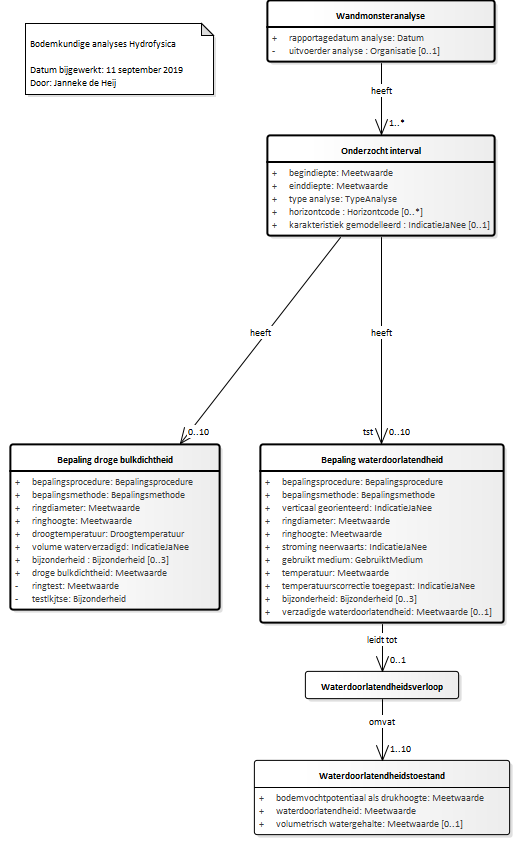 Bodemkundige analyses Hydrofysica
Datum bijgewerkt: 11 september 2019
Door: Janneke de Heij
Wandmonsteranalyse
+ rapportagedatum analyse: Datum
- uitvoerder analyse : Organisatie [0..1]
heeft
1..*
Onderzocht interval
+ begindiepte: Meetwaarde
+ einddiepte: Meetwaarde
+ type analyse: TypeAnalyse
+ horizontcode : Horizontcode [0..*]
+ karakteristiek gemodelleerd : IndicatieJaNee [0..1]
heeft
heeft
0..10
tst
0..10
Bepaling droge bulkdichtheid
+ bepalingsprocedure: Bepalingsprocedure
+ bepalingsmethode: Bepalingsmethode
+ ringdiameter: Meetwaarde
+ ringhoogte: Meetwaarde
+ droogtemperatuur: Droogtemperatuur
+ volume waterverzadigd: IndicatieJaNee
+ bijzonderheid : Bijzonderheid [0..3]
+ droge bulkdichtheid: Meetwaarde
- ringtest: Meetwaarde
- testlkjtse: Bijzonderheid
Bepaling waterdoorlatendheid
+ bepalingsprocedure: Bepalingsprocedure
+ bepalingsmethode: Bepalingsmethode
+ verticaal georienteerd: IndicatieJaNee
+ ringdiameter: Meetwaarde
+ ringhoogte: Meetwaarde
+ stroming neerwaarts: IndicatieJaNee
+ gebruikt medium: GebruiktMedium
+ temperatuur: Meetwaarde
+ temperatuurscorrectie toegepast: IndicatieJaNee
+ bijzonderheid: Bijzonderheid [0..3]
+ verzadigde waterdoorlatendheid: Meetwaarde [0..1]
leidt tot
0..1
Waterdoorlatendheidsverloop
omvat
1..10
Waterdoorlatendheidstoestand
+ bodemvochtpotentiaal als drukhoogte: Meetwaarde
+ waterdoorlatendheid: Meetwaarde
+ volumetrisch watergehalte: Meetwaarde [0..1]